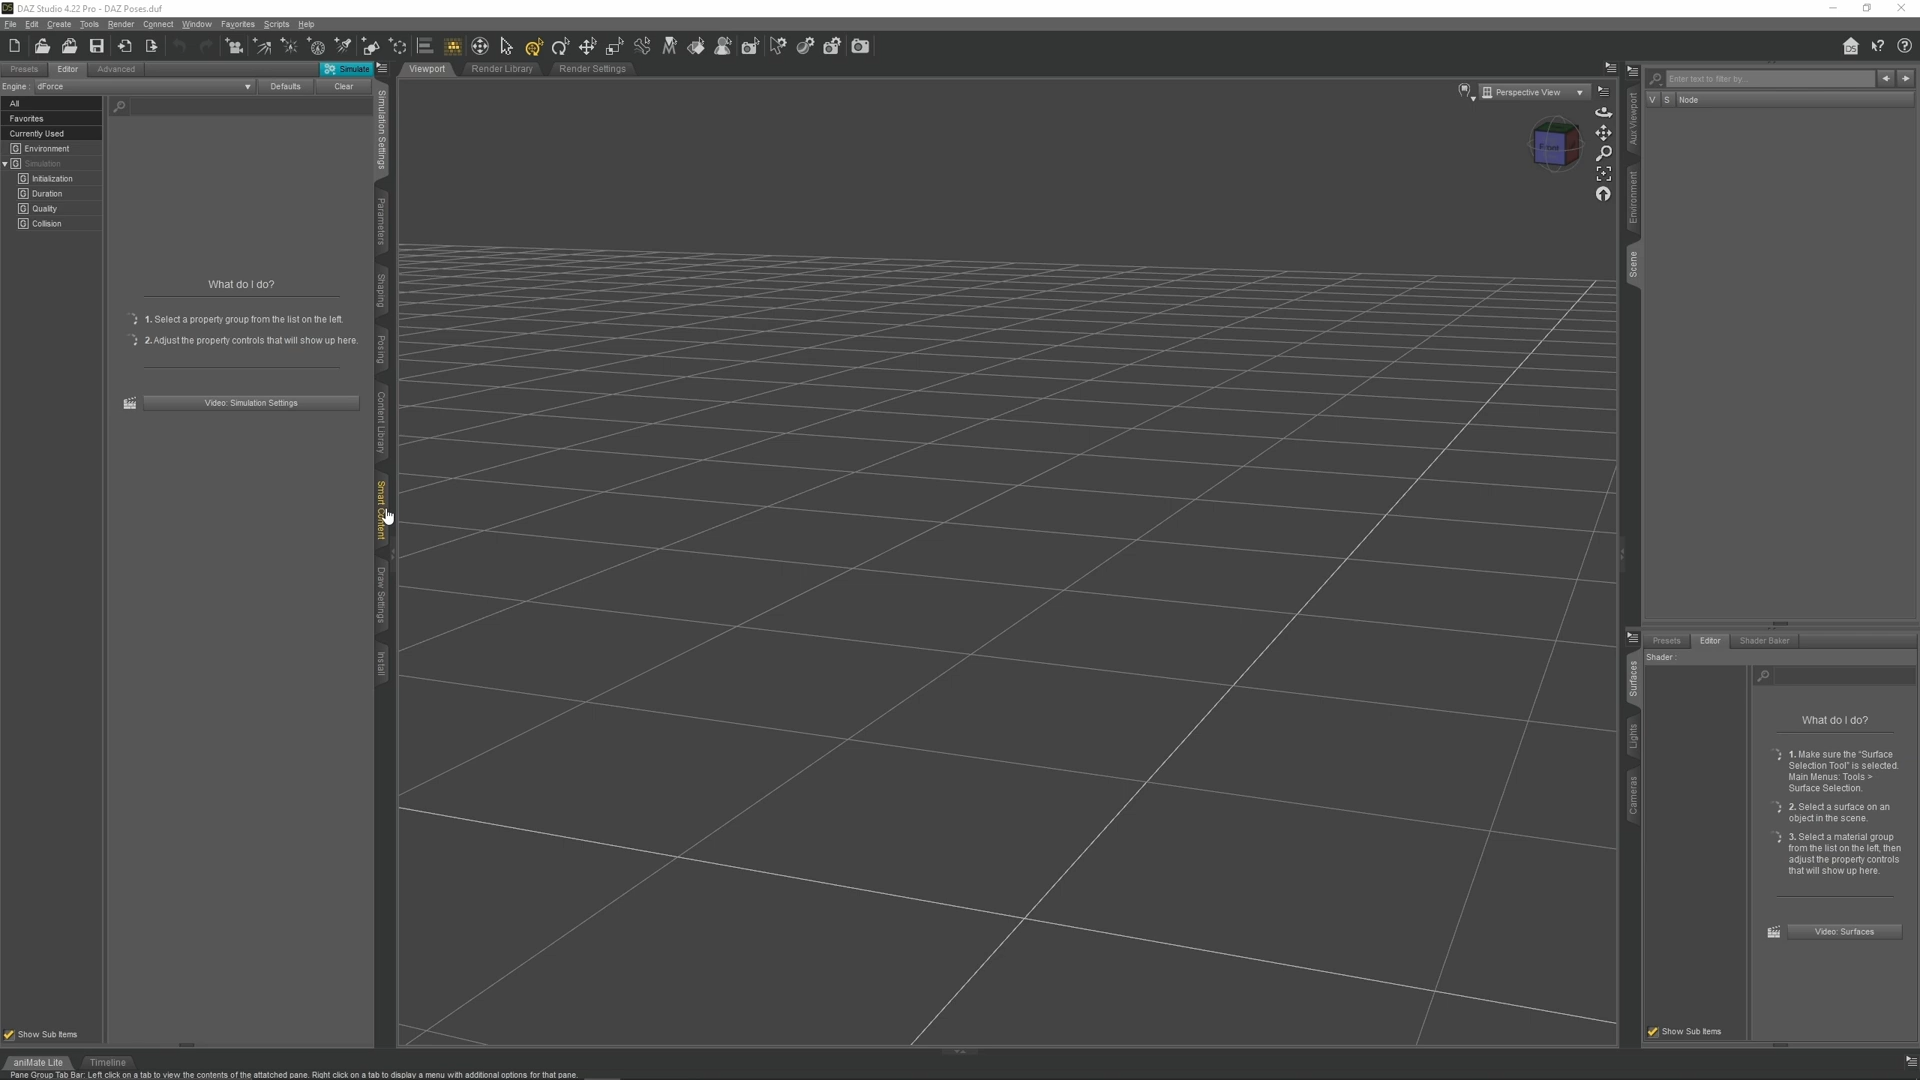 DAZ Studio 4.22 Pro - DAZ Poses.duf
File Edit Create Tools Render Connect Window Favorites Scripts Help
Presets Editor Advanced Simulate
Engine : dForce Defaults Clear
All
Favorites
Currently Used
G Environment
G Simulation
G Initialization
G Duration
G Quality
G Collision
What do I do?
1. Select a property group from the list on the left.
2. Adjust the property controls that will show up here.
Video: Simulation Settings
Show Sub Items
Simulation Settings
Parameters
Shaping
Posing
Content Library
Smart Content
Draw Settings
Install
Viewport Render Library Render Settings
Perspective View
Front
Aux Viewport
Environment
Scene
Enter text to filter by...
V S Node
Presets Editor Shader Baker
Shader :
Surfaces
Lights
Cameras
What do I do?
1. Make sure the "Surface
Selection Tool" is selected.
Main Menus: Tools >
Surface Selection.
2. Select a surface on an
object in the scene.
3. Select a material group
from the list on the left, then
adjust the property controls
that will show up here.
Video: Surfaces
Show Sub Items
aniMate Lite Timeline
Pane Group Tab Bar: Left click on a tab to view the contents of the attatched pane. Right click on a tab to display a menu with additional options for that pane.